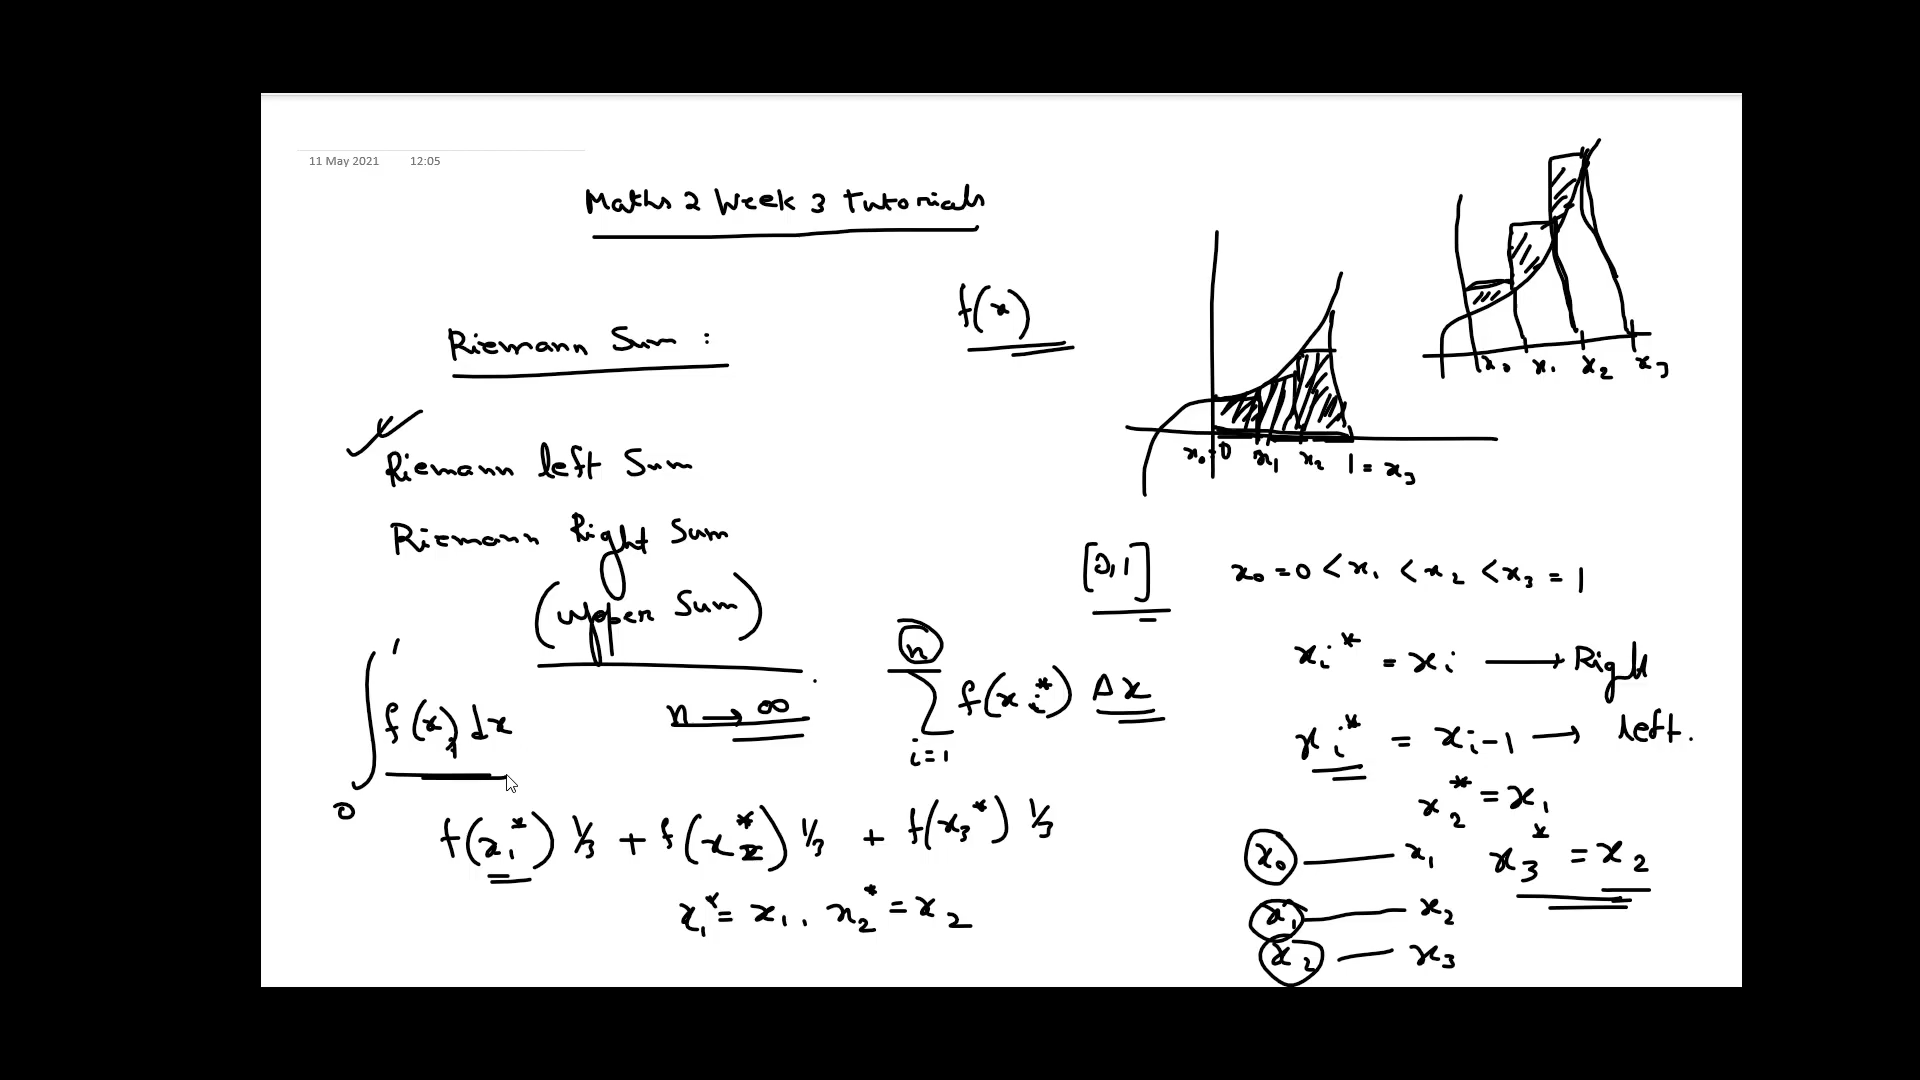 11 May 2021 12:05
Maths 2 Week 3 Tutorials
f(x)
Riemann Sum :
x₀ x₁ x₂ x₃
x₀ = 0 x₁ x₂ 1 = x₃
Riemann left Sum
Riemann Right Sum
(upper Sum)
[0,1] x₀ = 0 < x₁ < x₂ < x₃ = 1
∫₀¹ f(x) dx
n → ∞
∑ᵢ₌₁ⁿ f(xᵢ*) Δx
xᵢ* = xᵢ → Right
xᵢ* = xᵢ₋₁ → left.
x₂* = x₁
f(x₁*) 1/3 + f(x₂*) 1/3 + f(x₃*) 1/3
x₁* = x₁, x₂* = x₂
x₀ — x₁ x₃* = x₂
x₁ — x₂
x₂ — x₃